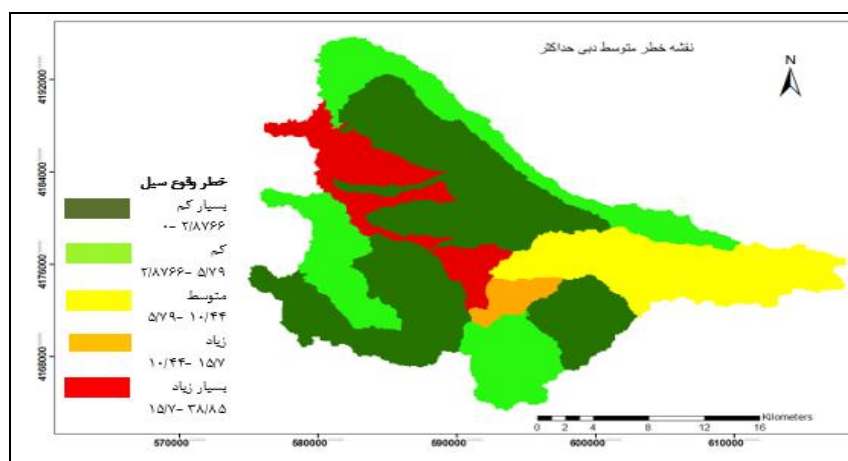 نقشه خطر متوسط دبی حداکثر
N
4192000
4184000
4176000
4168000
خطر وقوع سیل
بسیار کم
۰- ۲/۸۷۶۶
کم
۲/۸۷۶۶- ۵/۷۹
متوسط
۵/۷۹- ۱۰/۴۴
زیاد
۱۰/۴۴- ۱۵/۷
بسیار زیاد
۱۵/۷- ۳۸/۸۵
Kilometers
0 2 4 8 12 16
570000 580000 590000 600000 610000